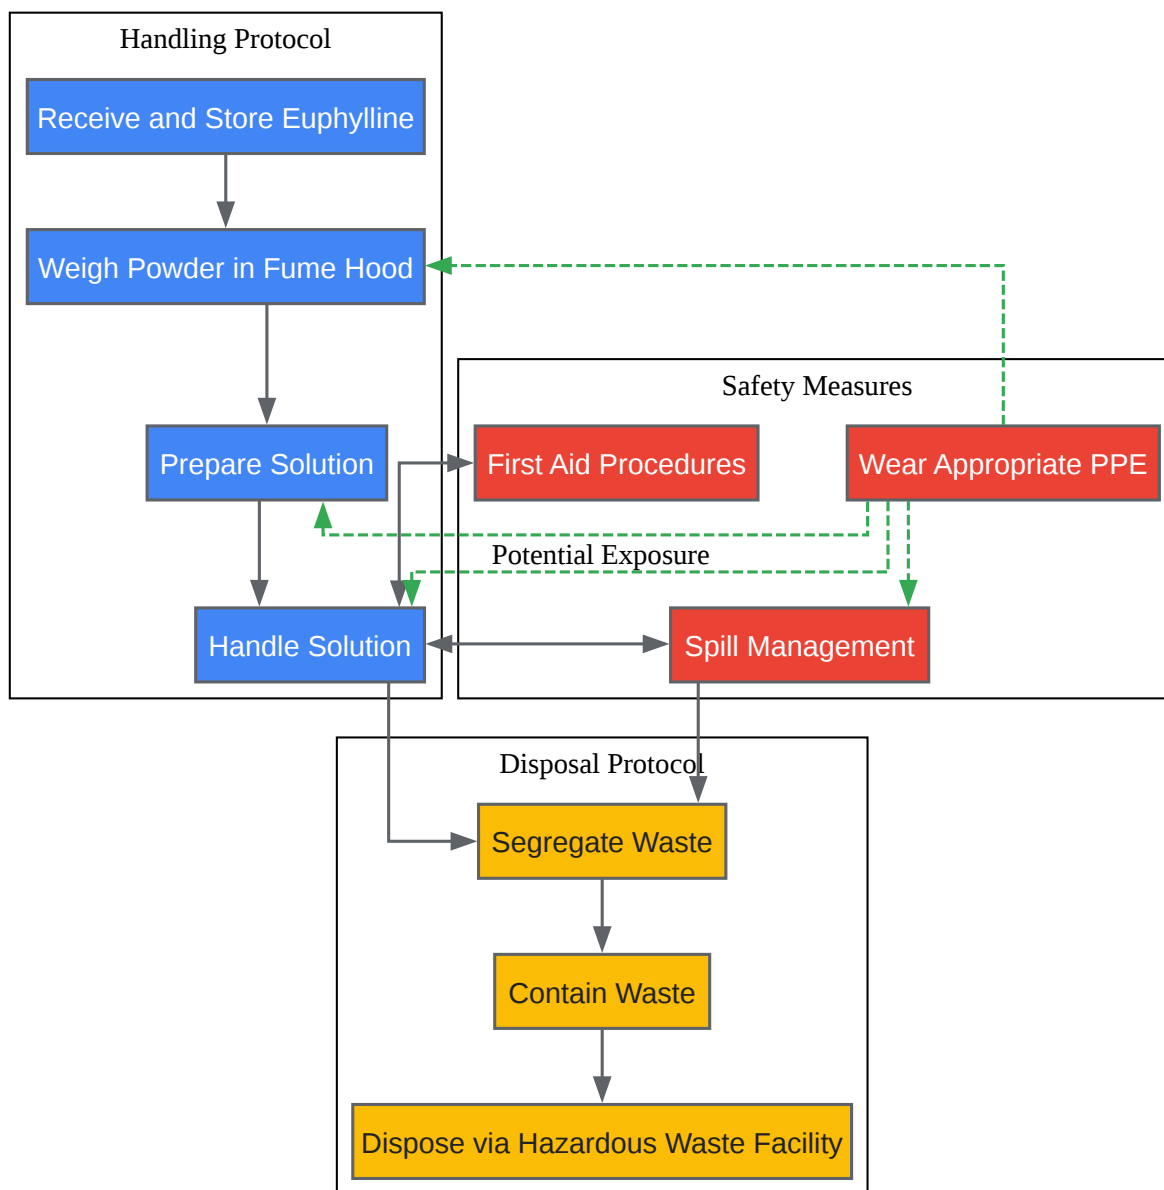 Handling Protocol
Receive and Store Euphylline
Weigh Powder in Fume Hood
Safety Measures
Prepare Solution
First Aid Procedures
Wear Appropriate PPE
Potential Exposure
Handle Solution
Spill Management
Disposal Protocol
Segregate Waste
Contain Waste
Dispose via Hazardous Waste Facility